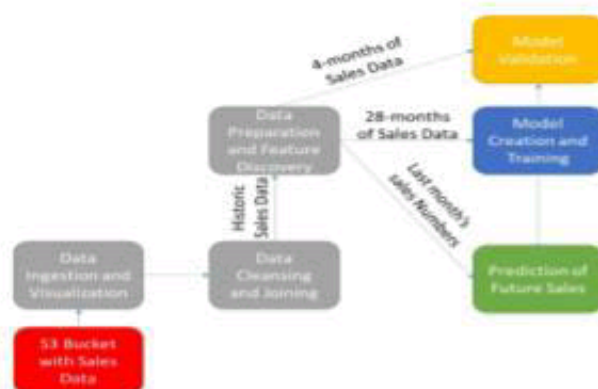 4-months of
Sales Data
Model
Validation
Data
Preparation
and Feature
Discovery
28-months
of Sales Data
Model
Creation and
Training
Historic
Sales Data
Last month's
sales Numbers
Data
Ingestion and
Visualization
Data
Cleansing
and Joining
Prediction of
Future Sales
S3 Bucket
with Sales
Data